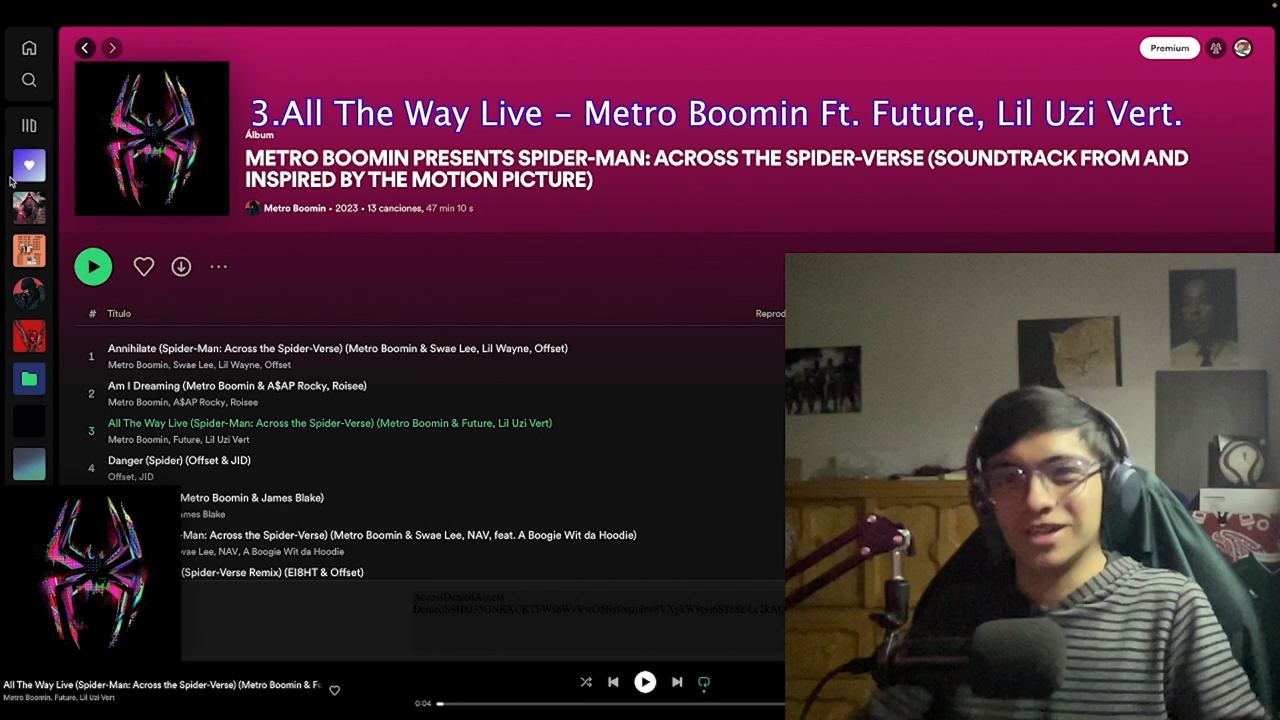 Premium
3.All The Way Live – Metro Boomin Ft. Future, Lil Uzi Vert.
Álbum
METRO BOOMIN PRESENTS SPIDER-MAN: ACROSS THE SPIDER-VERSE (SOUNDTRACK FROM AND
INSPIRED BY THE MOTION PICTURE)
Metro Boomin • 2023 • 13 canciones, 47 min 10 s
# Título Reprod
1 Annihilate (Spider-Man: Across the Spider-Verse) (Metro Boomin & Swae Lee, Lil Wayne, Offset)
Metro Boomin, Swae Lee, Lil Wayne, Offset
2 Am I Dreaming (Metro Boomin & A$AP Rocky, Roisee)
Metro Boomin, A$AP Rocky, Roisee
3 All The Way Live (Spider-Man: Across the Spider-Verse) (Metro Boomin & Future, Lil Uzi Vert)
Metro Boomin, Future, Lil Uzi Vert
4 Danger (Spider) (Offset & JID)
Offset, JID
Metro Boomin & James Blake)
ames Blake
-Man: Across the Spider-Verse) (Metro Boomin & Swae Lee, NAV, feat. A Boogie Wit da Hoodie)
wae Lee, NAV, A Boogie Wit da Hoodie
(Spider-Verse Remix) (EI8HT & Offset)
AccessDeniedAccess
All The Way Live (Spider-Man: Across the Spider-Verse) (Metro Boomin & Fu
Metro Boomin, Future, Lil Uzi Vert
0:04